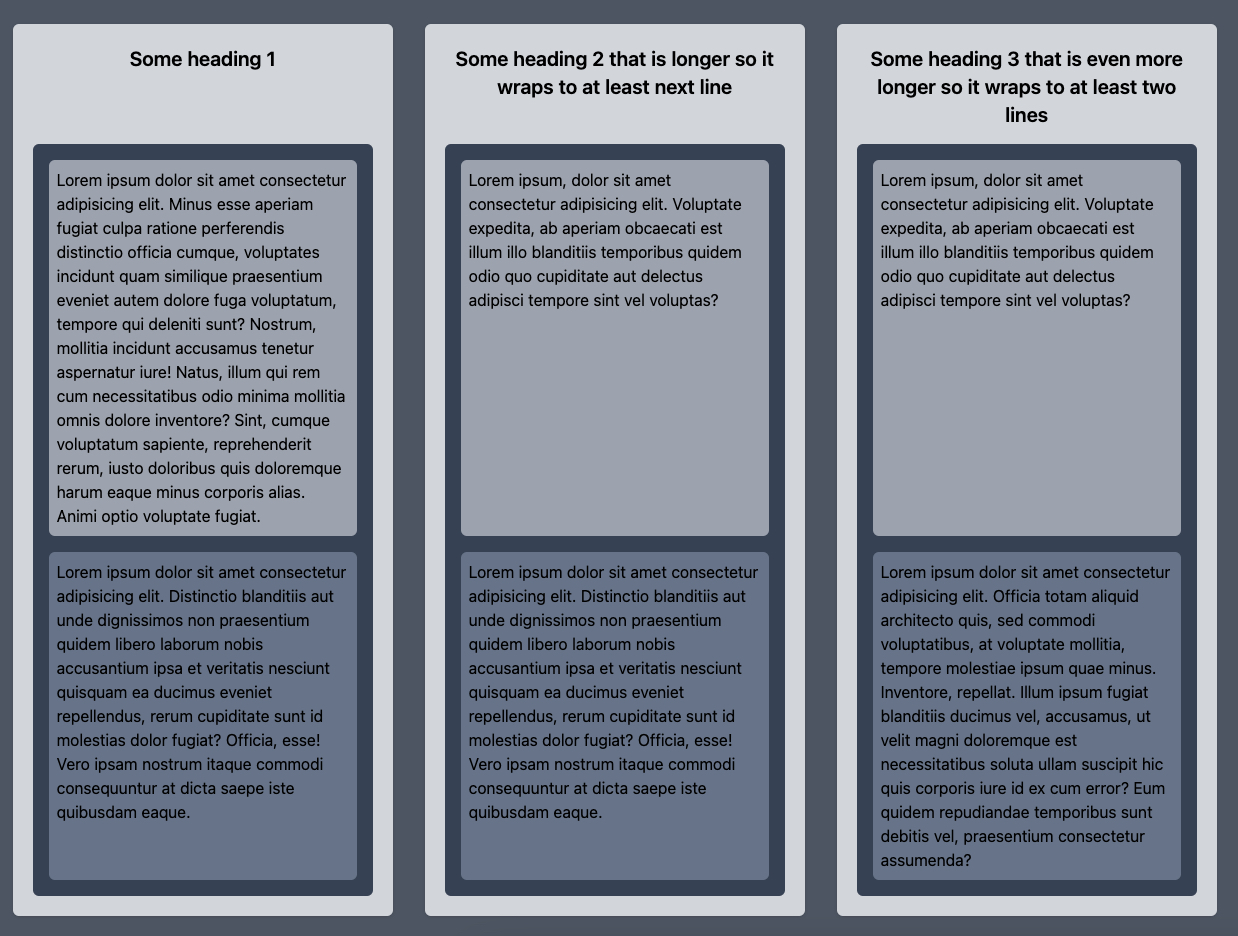 Some heading 1
Lorem ipsum dolor sit amet consectetur
adipisicing elit. Minus esse aperiam
fugiat culpa ratione perferendis
distinctio officia cumque, voluptates
incidunt quam similique praesentium
eveniet autem dolore fuga voluptatum,
tempore qui deleniti sunt? Nostrum,
mollitia incidunt accusamus tenetur
aspernatur iure! Natus, illum qui rem
cum necessitatibus odio minima mollitia
omnis dolore inventore? Sint, cumque
voluptatum sapiente, reprehenderit
rerum, iusto doloribus quis doloremque
harum eaque minus corporis alias.
Animi optio voluptate fugiat.
Lorem ipsum dolor sit amet consectetur
adipisicing elit. Distinctio blanditiis aut
unde dignissimos non praesentium
quidem libero laborum nobis
accusantium ipsa et veritatis nesciunt
quisquam ea ducimus eveniet
repellendus, rerum cupiditate sunt id
molestias dolor fugiat? Officia, esse!
Vero ipsam nostrum itaque commodi
consequuntur at dicta saepe iste
quibusdam eaque.
Some heading 2 that is longer so it
wraps to at least next line
Lorem ipsum, dolor sit amet
consectetur adipisicing elit. Voluptate
expedita, ab aperiam obcaecati est
illum illo blanditiis temporibus quidem
odio quo cupiditate aut delectus
adipisci tempore sint vel voluptas?
Lorem ipsum dolor sit amet consectetur
adipisicing elit. Distinctio blanditiis aut
unde dignissimos non praesentium
quidem libero laborum nobis
accusantium ipsa et veritatis nesciunt
quisquam ea ducimus eveniet
repellendus, rerum cupiditate sunt id
molestias dolor fugiat? Officia, esse!
Vero ipsam nostrum itaque commodi
consequuntur at dicta saepe iste
quibusdam eaque.
Some heading 3 that is even more
longer so it wraps to at least two
lines
Lorem ipsum, dolor sit amet
consectetur adipisicing elit. Voluptate
expedita, ab aperiam obcaecati est
illum illo blanditiis temporibus quidem
odio quo cupiditate aut delectus
adipisci tempore sint vel voluptas?
Lorem ipsum dolor sit amet consectetur
adipisicing elit. Officia totam aliquid
architecto quis, sed commodi
voluptatibus, at voluptate mollitia,
tempore molestiae ipsum quae minus.
Inventore, repellat. Illum ipsum fugiat
blanditiis ducimus vel, accusamus, ut
velit magni doloremque est
necessitatibus soluta ullam suscipit hic
quis corporis iure id ex cum error? Eum
quidem repudiandae temporibus sunt
debitis vel, praesentium consectetur
assumenda?